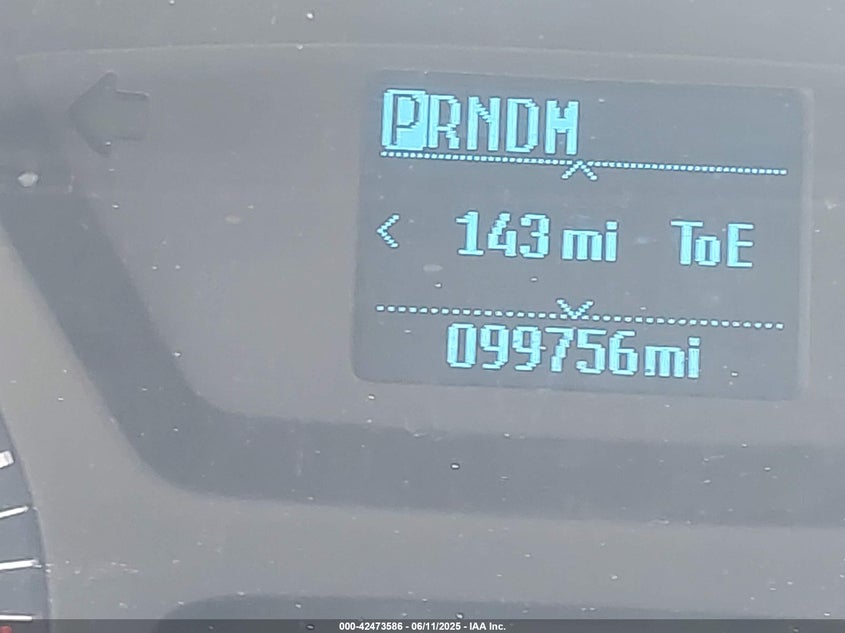 PRNDM
< 143 mi ToE
099756mi
000-42473586 - 06/11/2025 - IAA Inc.